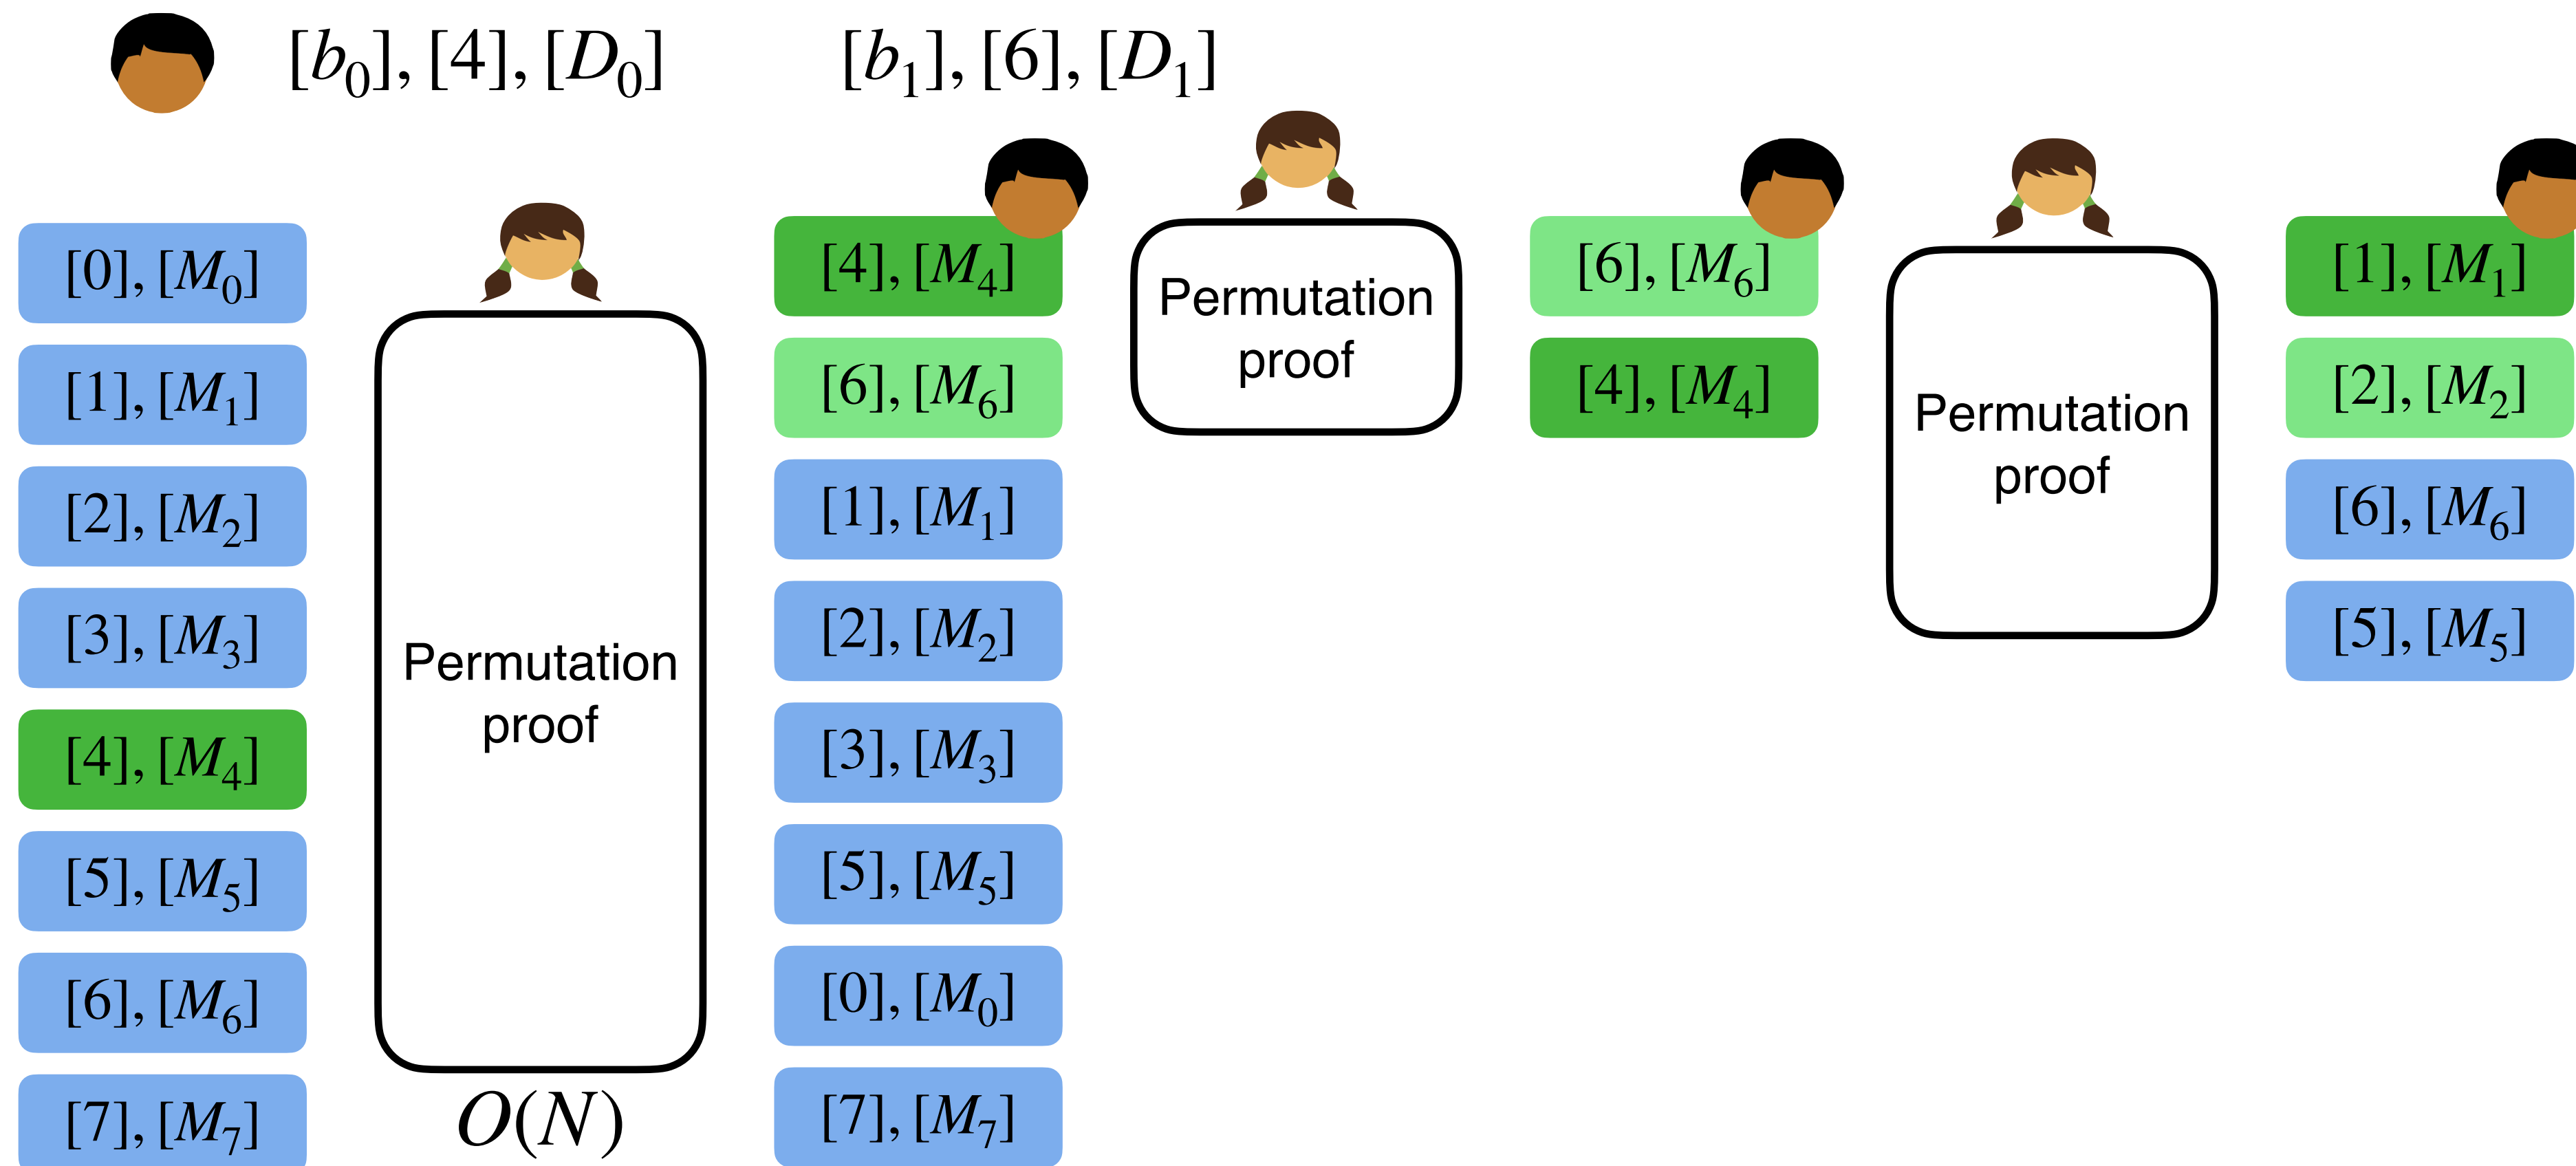 [b₀], [4], [D₀]
[b₁], [6], [D₁]
[0], [M₀]
[1], [M₁]
[2], [M₂]
[3], [M₃]
[4], [M₄]
[5], [M₅]
[6], [M₆]
[7], [M₇]
Permutation
proof
O(N)
[4], [M₄]
[6], [M₆]
[1], [M₁]
[2], [M₂]
[3], [M₃]
[5], [M₅]
[0], [M₀]
[7], [M₇]
Permutation
proof
[6], [M₆]
[4], [M₄]
Permutation
proof
[1], [M₁]
[2], [M₂]
[6], [M₆]
[5], [M₅]